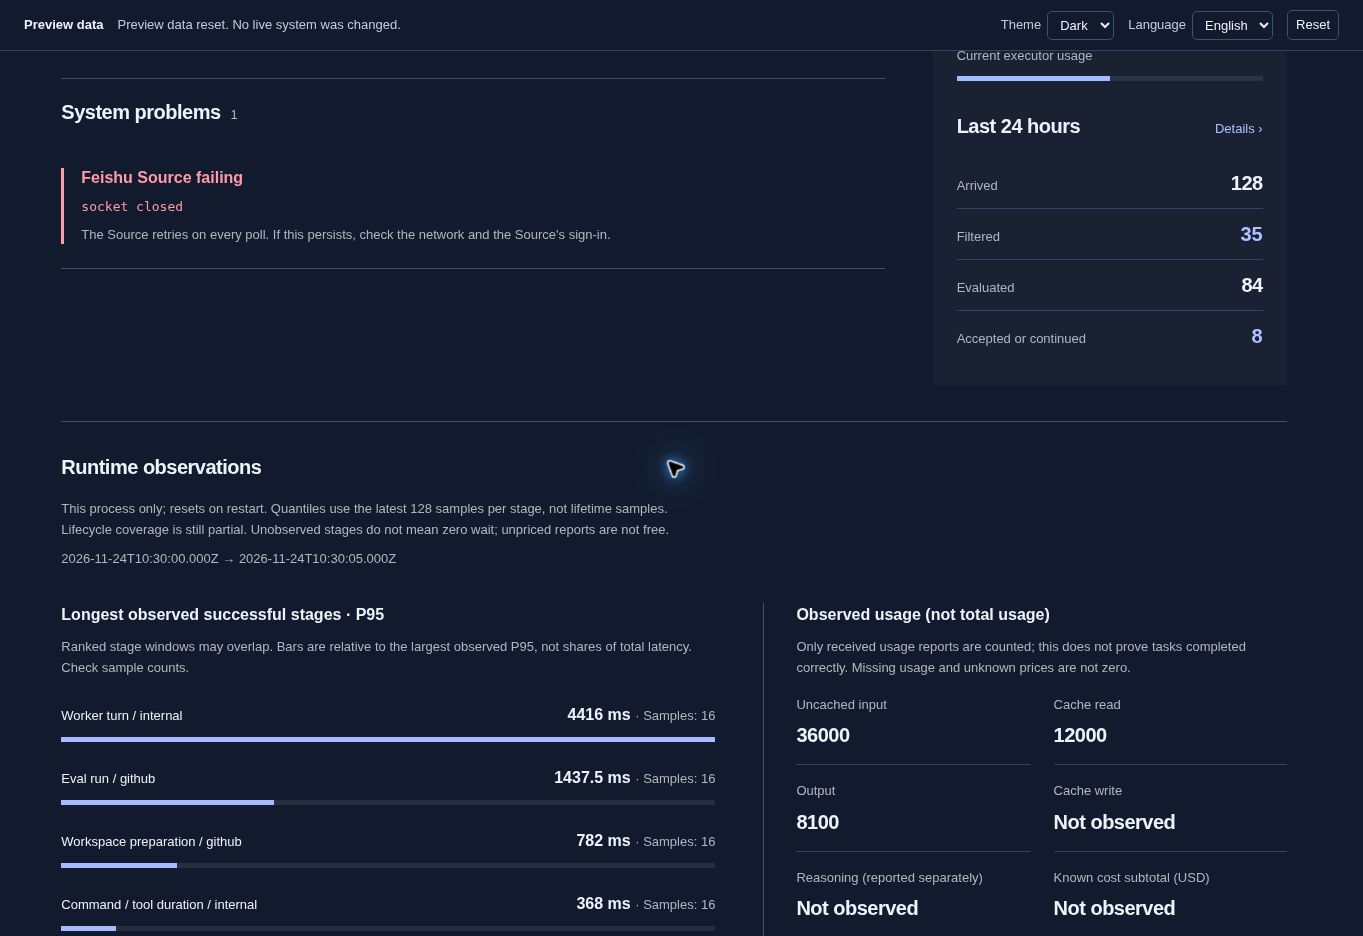 Preview data Preview data reset. No live system was changed.
Theme Dark Language English Reset
Current executor usage
System problems 1
Feishu Source failing
socket closed
The Source retries on every poll. If this persists, check the network and the Source's sign-in.
Last 24 hours Details ›
Arrived 128
Filtered 35
Evaluated 84
Accepted or continued 8
Runtime observations
This process only; resets on restart. Quantiles use the latest 128 samples per stage, not lifetime samples.
Lifecycle coverage is still partial. Unobserved stages do not mean zero wait; unpriced reports are not free.
2026-11-24T10:30:00.000Z → 2026-11-24T10:30:05.000Z
Longest observed successful stages · P95
Ranked stage windows may overlap. Bars are relative to the largest observed P95, not shares of total latency.
Check sample counts.
Worker turn / internal 4416 ms · Samples: 16
Eval run / github 1437.5 ms · Samples: 16
Workspace preparation / github 782 ms · Samples: 16
Command / tool duration / internal 368 ms · Samples: 16
Observed usage (not total usage)
Only received usage reports are counted; this does not prove tasks completed
correctly. Missing usage and unknown prices are not zero.
Uncached input
36000
Cache read
12000
Output
8100
Cache write
Not observed
Reasoning (reported separately)
Not observed
Known cost subtotal (USD)
Not observed